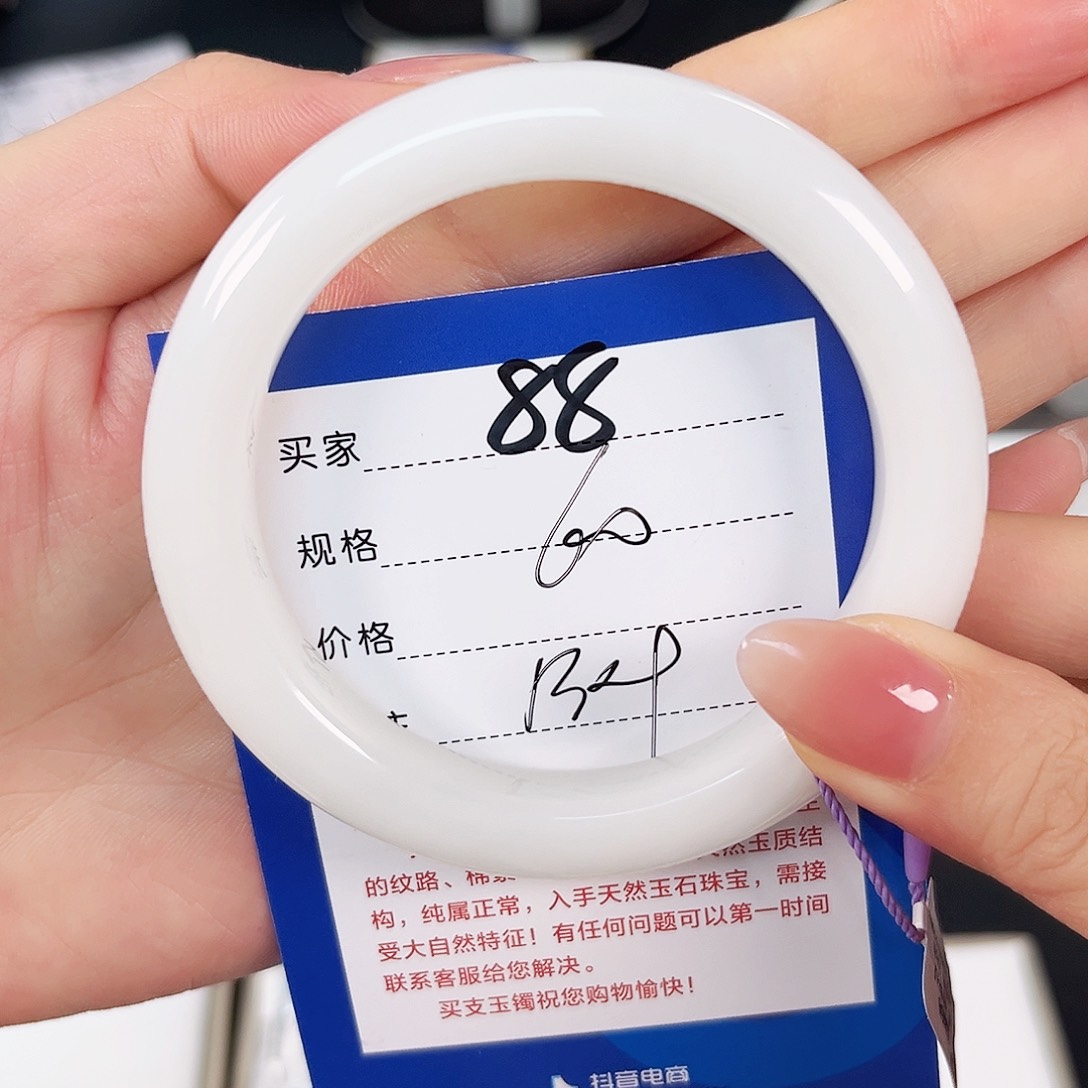 买家 88
规格 60
价格
然玉质结
的纹路、棉絮
构，纯属正常，入手天然玉石珠宝，需接
受大自然特征！有任何问题可以第一时间
联系客服给您解决。
买支玉镯祝您购物愉快！
抖音电商